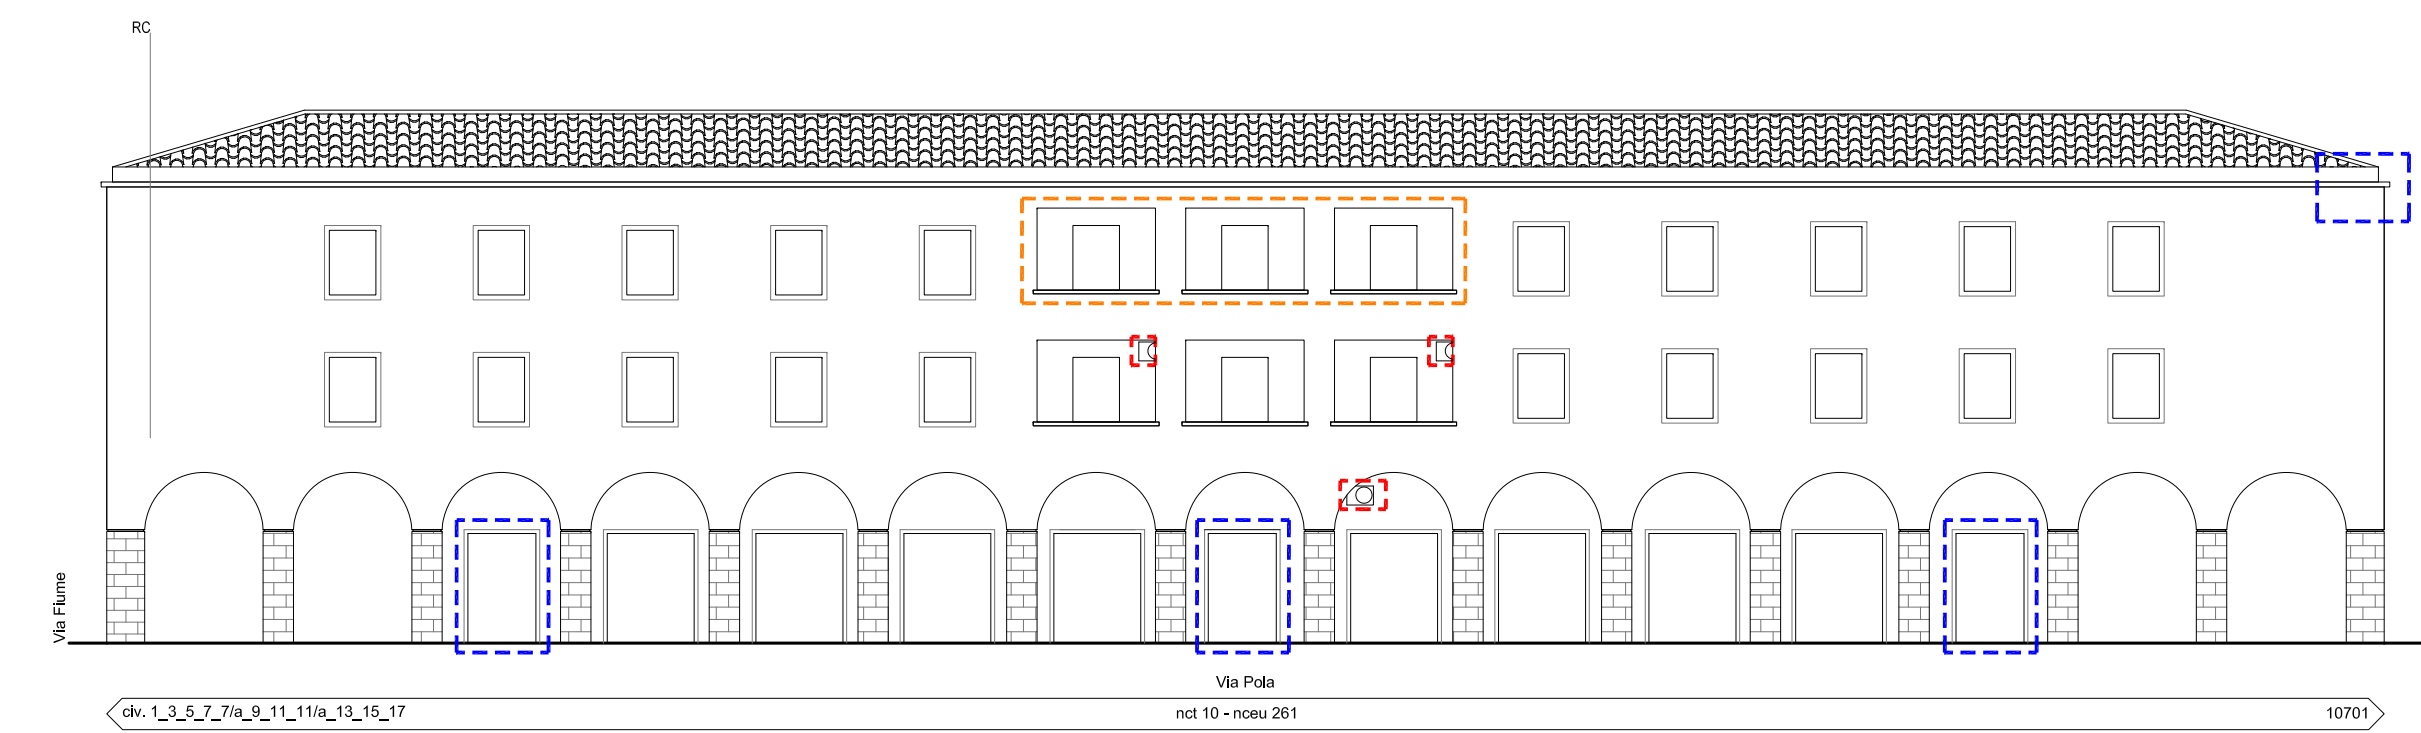 RC
Via Fiume
Via Pola
civ. 1_3_5_7_7/a_9_11_11/a_13_15_17
nct 10 - nceu 261
10701